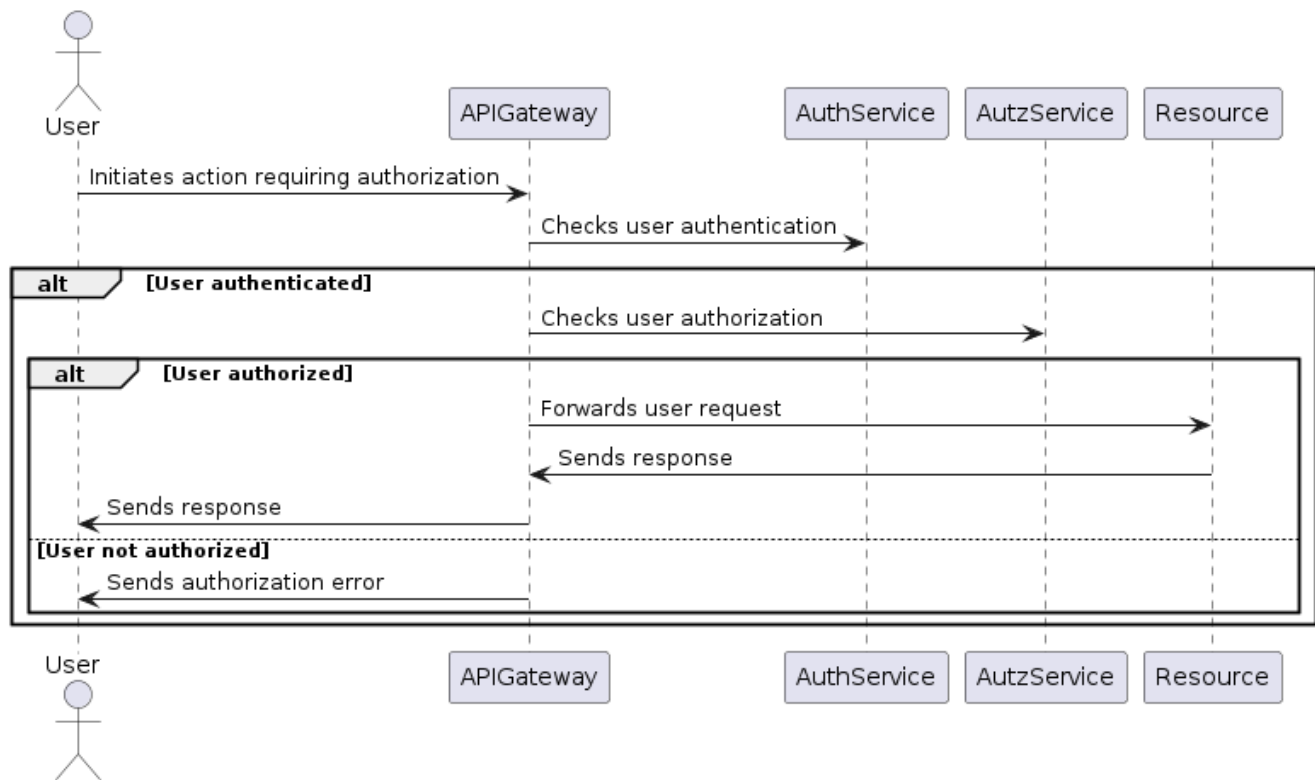 User
APIGateway
AuthService
AutzService
Resource
Initiates action requiring authorization
Checks user authentication
alt
[User authenticated]
Checks user authorization
alt
[User authorized]
Forwards user request
Sends response
Sends response
[User not authorized]
Sends authorization error
User
APIGateway
AuthService
AutzService
Resource